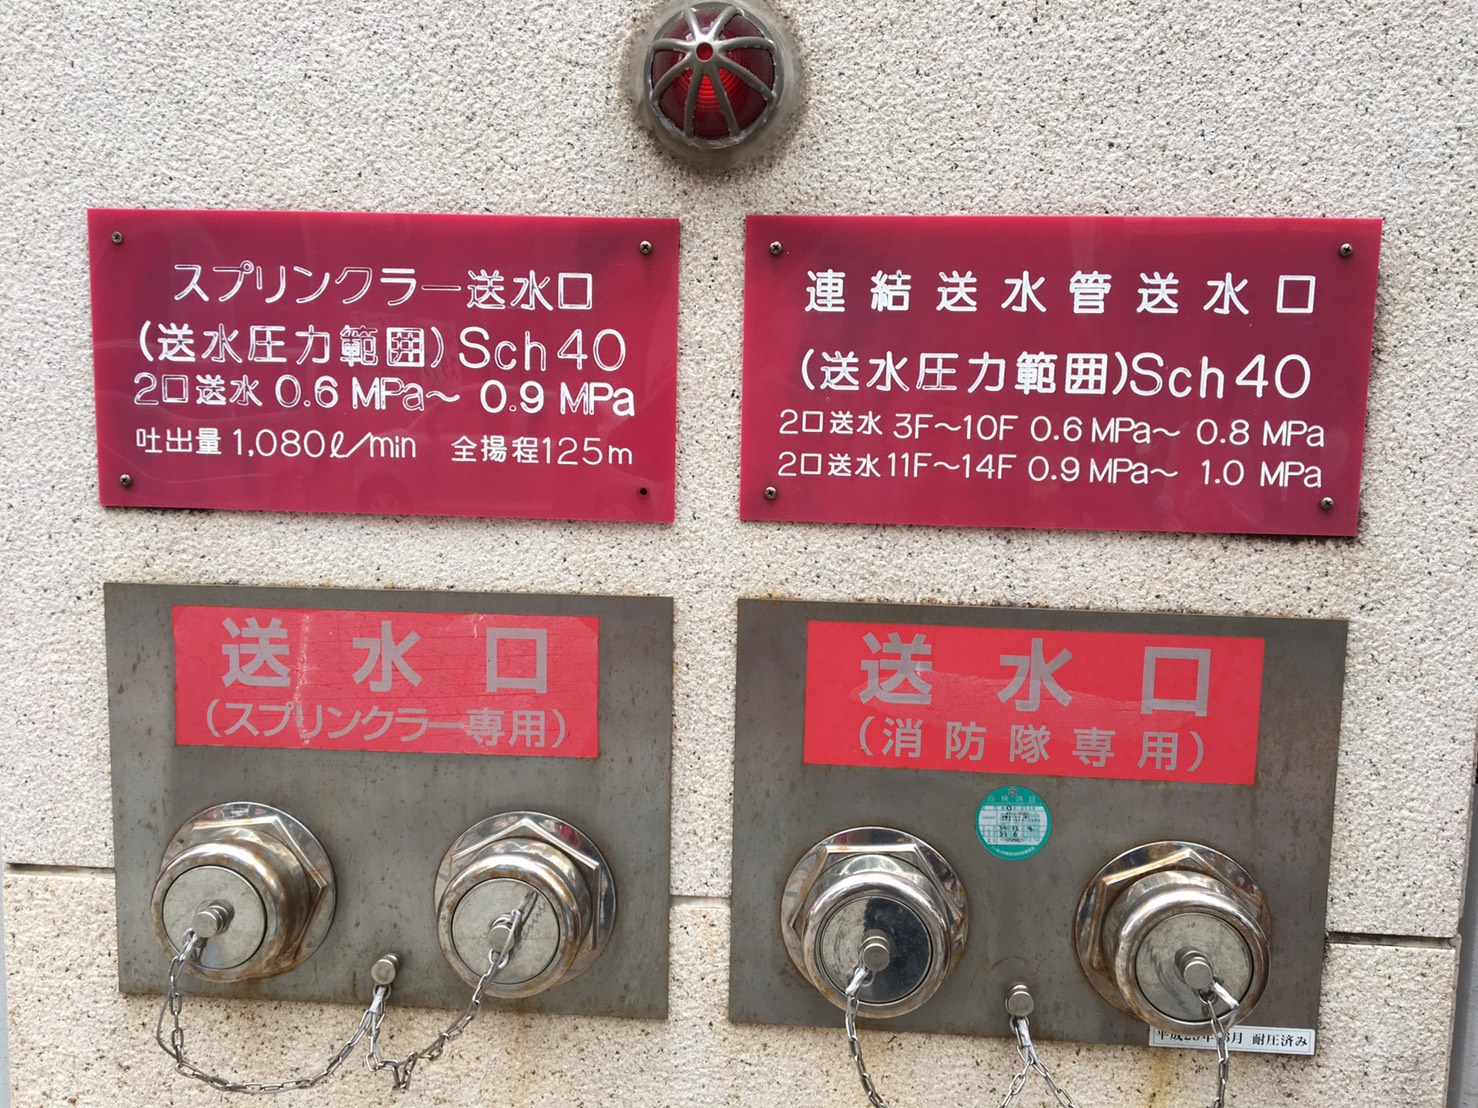 スプリンクラー送水口
(送水圧力範囲)Sch40
2口送水 0.6 MPa～ 0.9 MPa
吐出量 1,080ℓ/min 全揚程125m
連結送水管送水口
(送水圧力範囲)Sch40
2口送水 3F～10F 0.6 MPa～ 0.8 MPa
2口送水 11F～14F 0.9 MPa～ 1.0 MPa
送水口
(スプリンクラー専用)
送水口
(消防隊専用)
耐圧済み